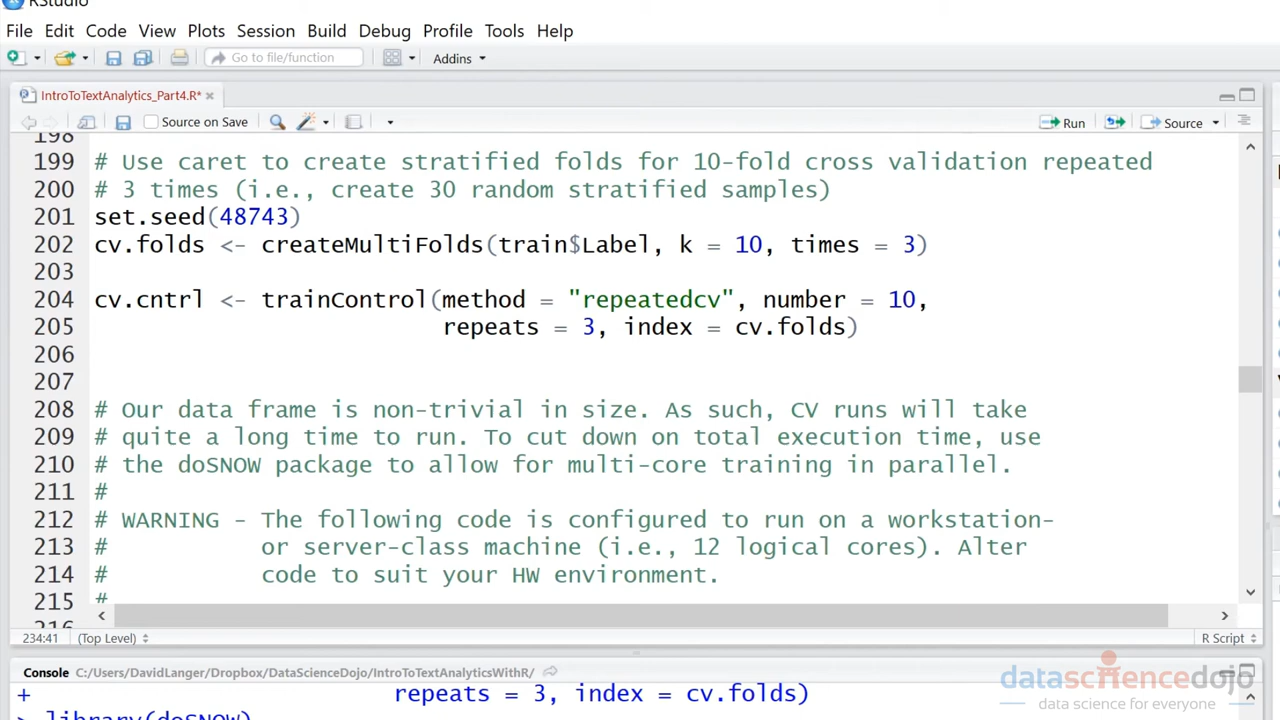 RStudio
File Edit Code View Plots Session Build Debug Profile Tools Help
Go to file/function Addins
IntroToTextAnalytics_Part4.R*
Source on Save Run Source
198
199 # Use caret to create stratified folds for 10-fold cross validation repeated
200 # 3 times (i.e., create 30 random stratified samples)
201 set.seed(48743)
202 cv.folds <- createMultiFolds(train$Label, k = 10, times = 3)
203
204 cv.cntrl <- trainControl(method = "repeatedcv", number = 10,
205 repeats = 3, index = cv.folds)
206
207
208 # Our data frame is non-trivial in size. As such, CV runs will take
209 # quite a long time to run. To cut down on total execution time, use
210 # the doSNOW package to allow for multi-core training in parallel.
211 #
212 # WARNING - The following code is configured to run on a workstation-
213 # or server-class machine (i.e., 12 logical cores). Alter
214 # code to suit your HW environment.
215 #
216
234:41 (Top Level) R Script
Console C:/Users/DavidLanger/Dropbox/DataScienceDojo/IntroToTextAnalyticsWithR/
+ repeats = 3, index = cv.folds)
> library(doSNOW)
datasciencedojo
data science for everyone